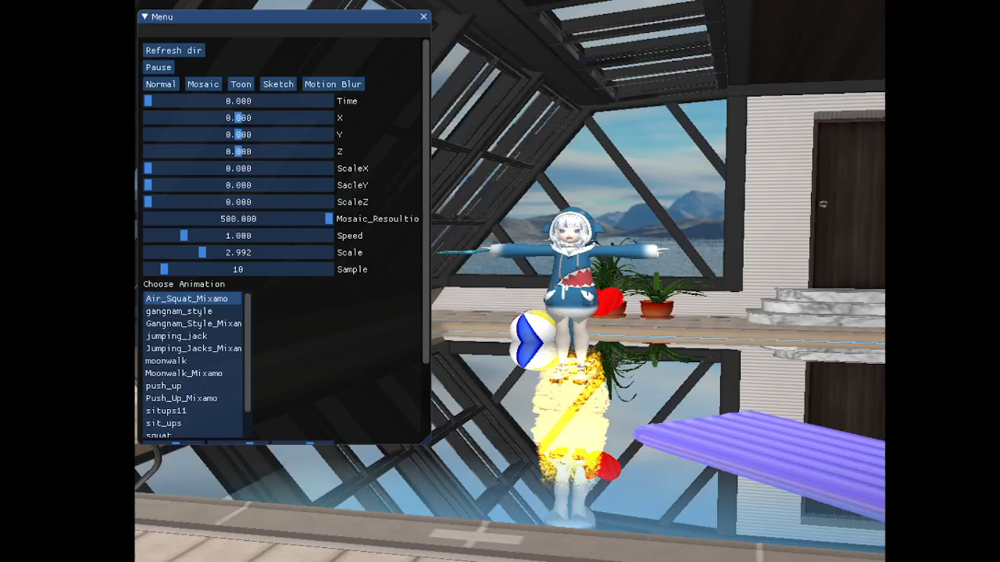 Menu
Refresh dir
Pause
Normal Mosaic Toon Sketch Motion Blur
0.000 Time
0.000 X
0.000 Y
0.000 Z
0.000 ScaleX
0.000 SacleY
0.000 ScaleZ
500.000 Mosaic_Resoultio
1.000 Speed
2.992 Scale
10 Sample
Choose Animation
Air_Squat_Mixamo
gangnam_style
Gangnam_Style_Mixan
jumping_jack
Jumping_Jacks_Mixan
moonwalk
Moonwalk_Mixamo
push_up
Push_Up_Mixamo
situps11
sit_ups
squat